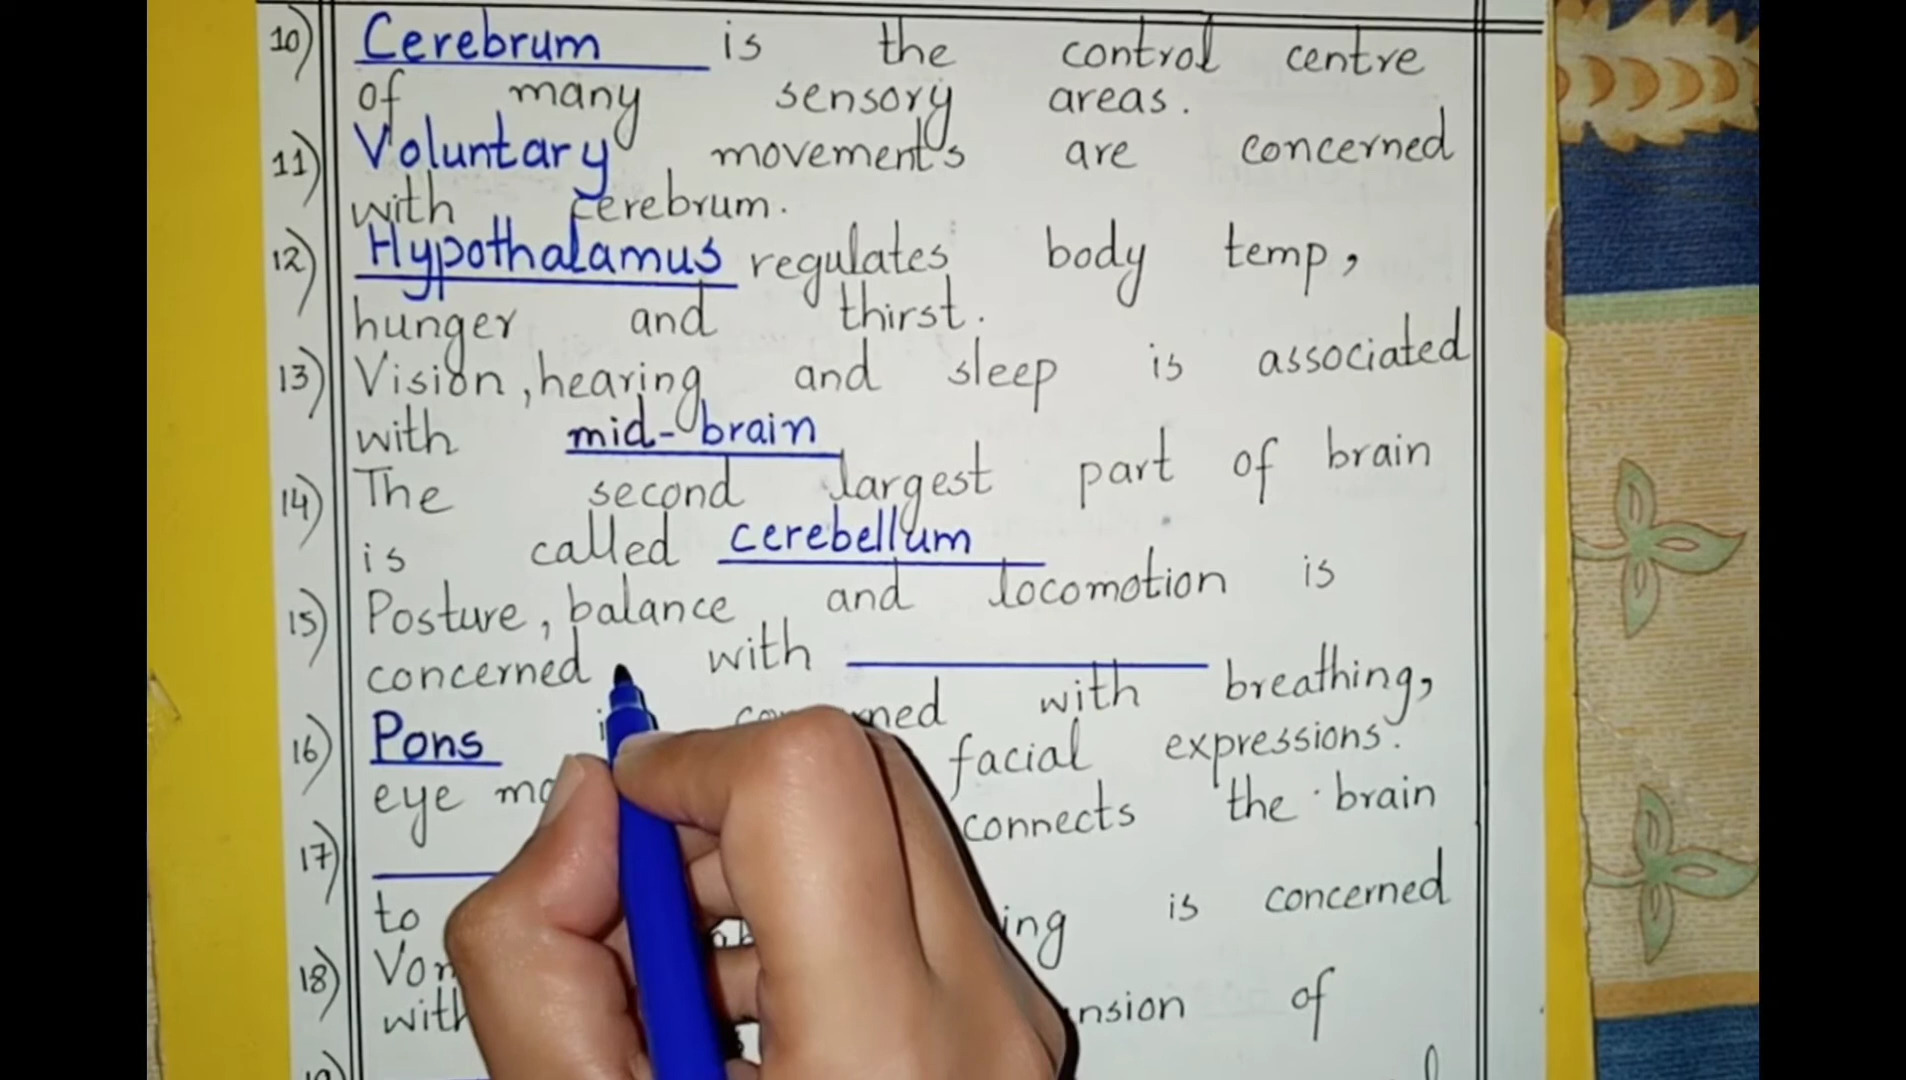 10) Cerebrum is the control centre
of many sensory areas.
11) Voluntary movements are concerned
with cerebrum.
12) Hypothalamus regulates body temp,
hunger and thirst.
13) Vision, hearing and sleep is associated
with mid-brain
14) The second largest part of brain
is called cerebellum
15) Posture, balance and locomotion is
concerned with
16) Pons with breathing,
eye facial expressions.
17) connects the brain
to
18) is concerned
with of